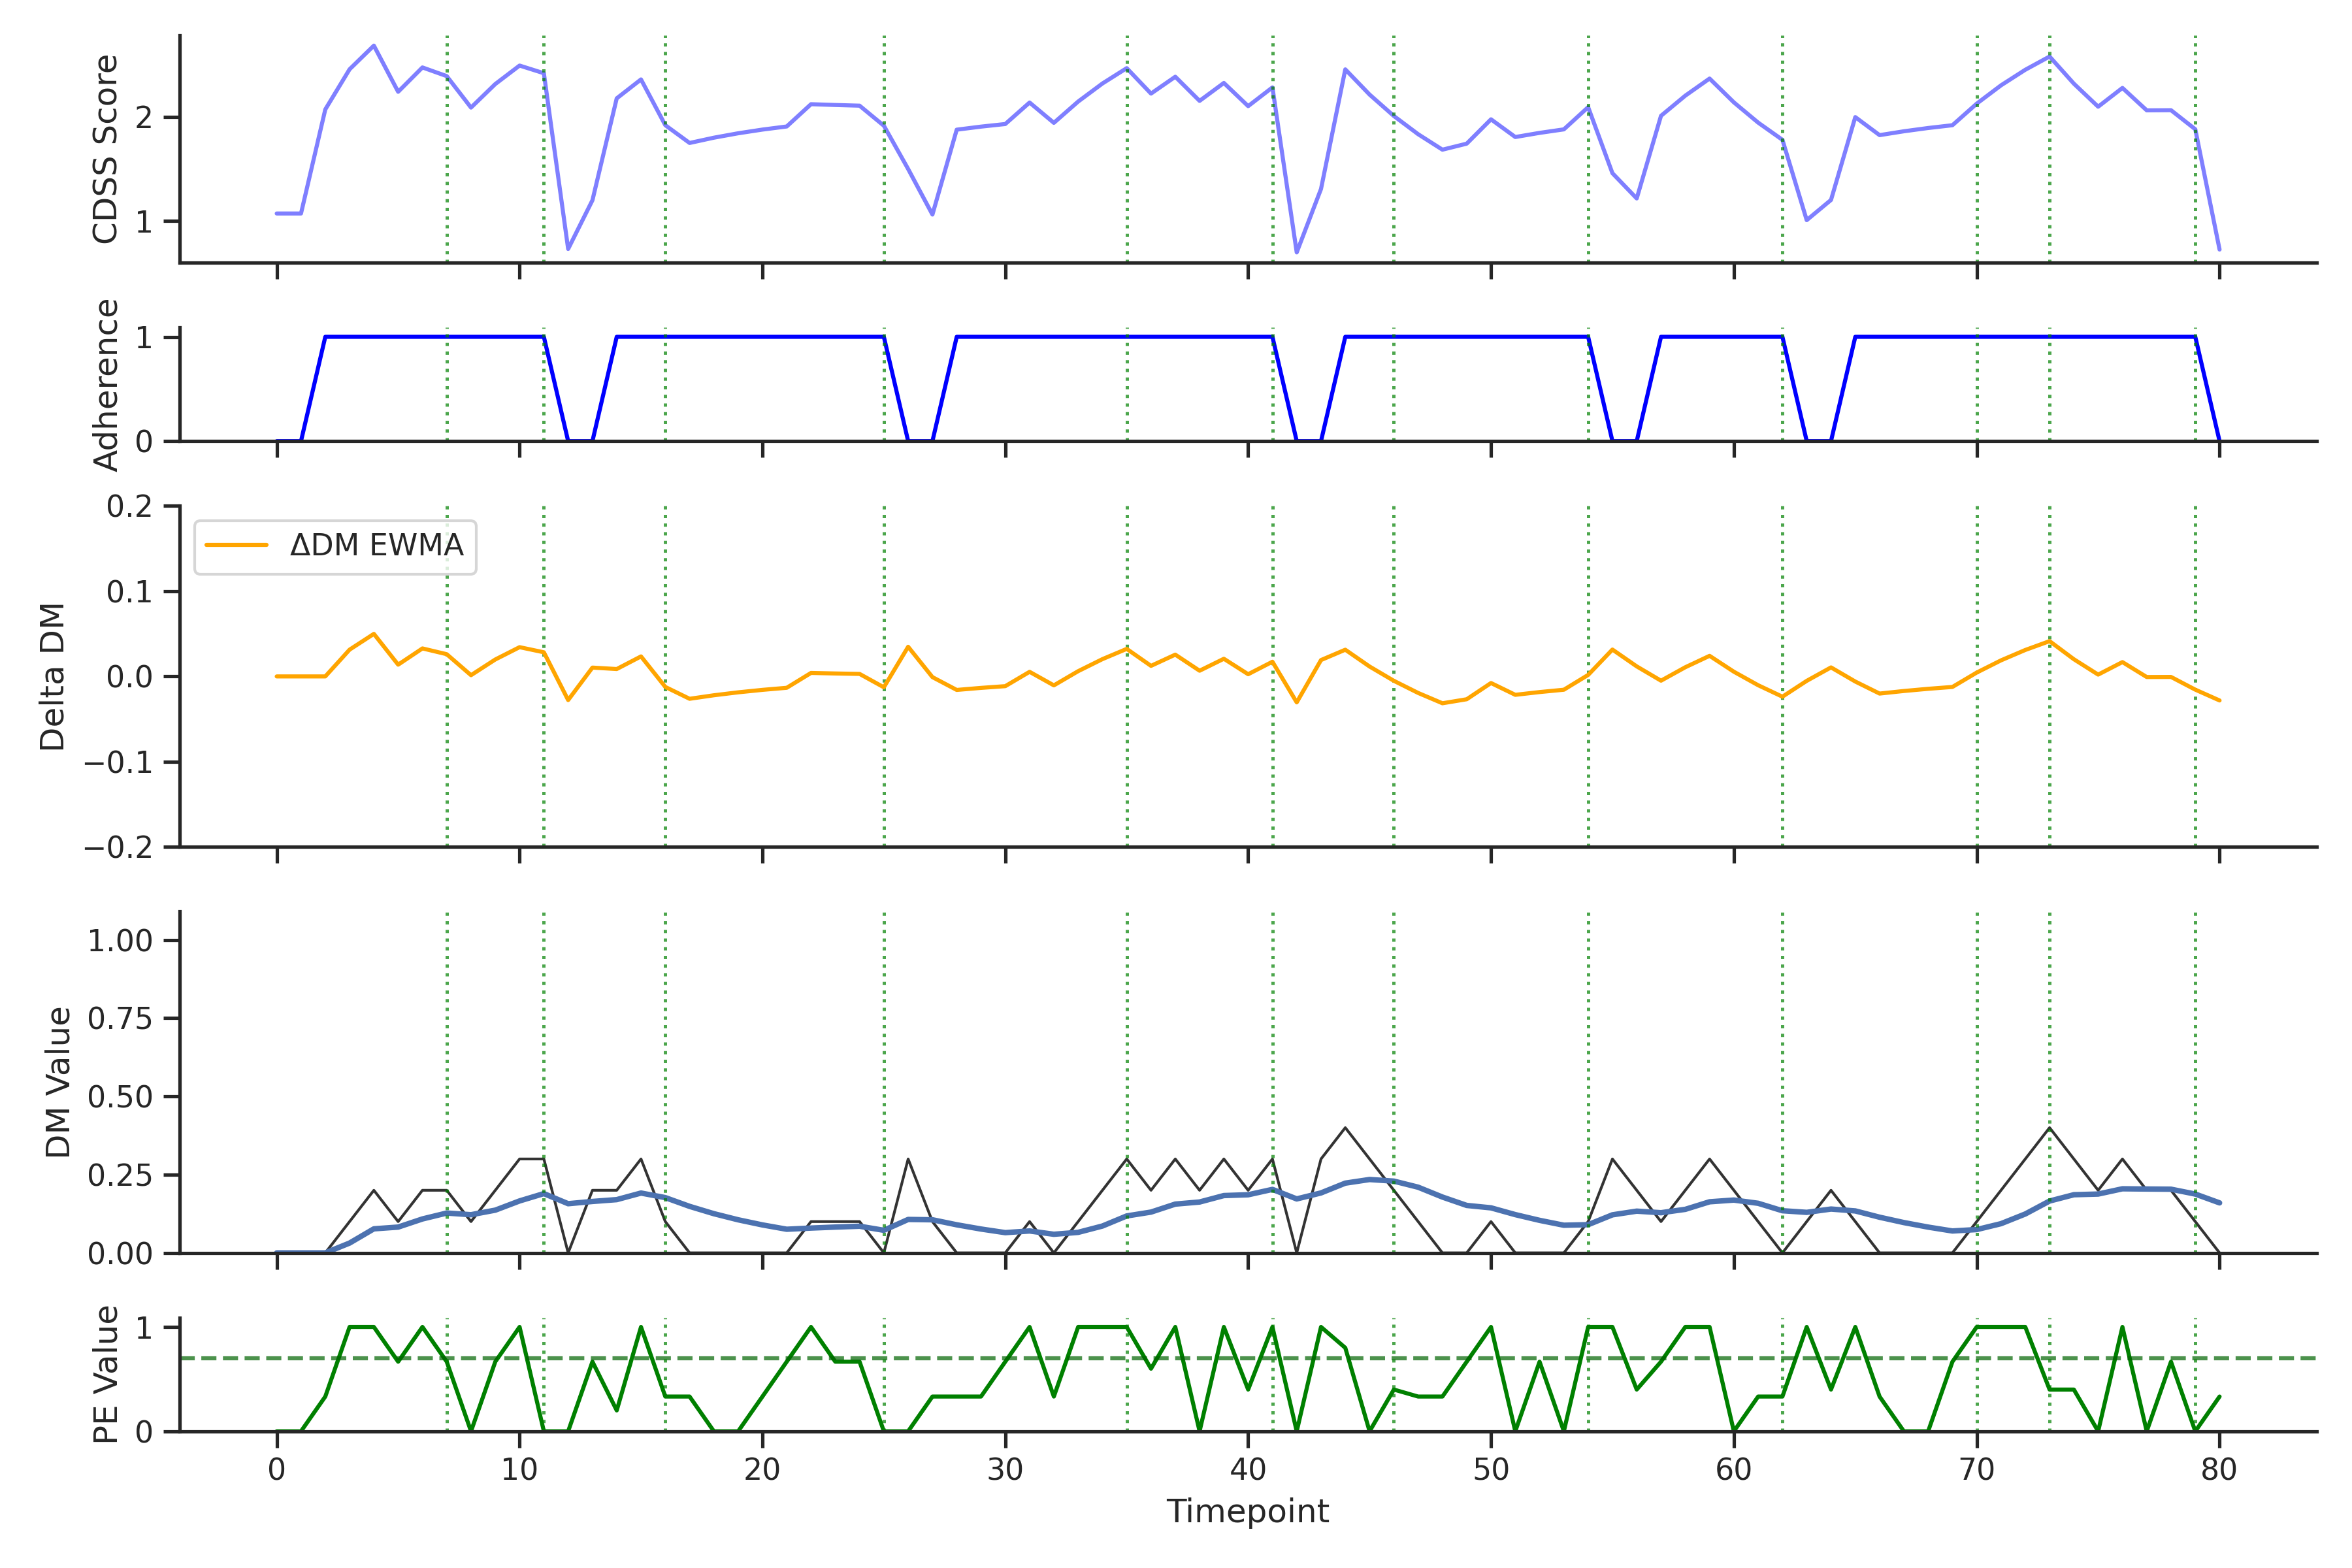 CDSS Score
2
1
Adherence
1
0
Delta DM
0.2
0.1
0.0
−0.1
−0.2
ΔDM EWMA
DM Value
1.00
0.75
0.50
0.25
0.00
PE Value
1
0
0 10 20 30 40 50 60 70 80
Timepoint